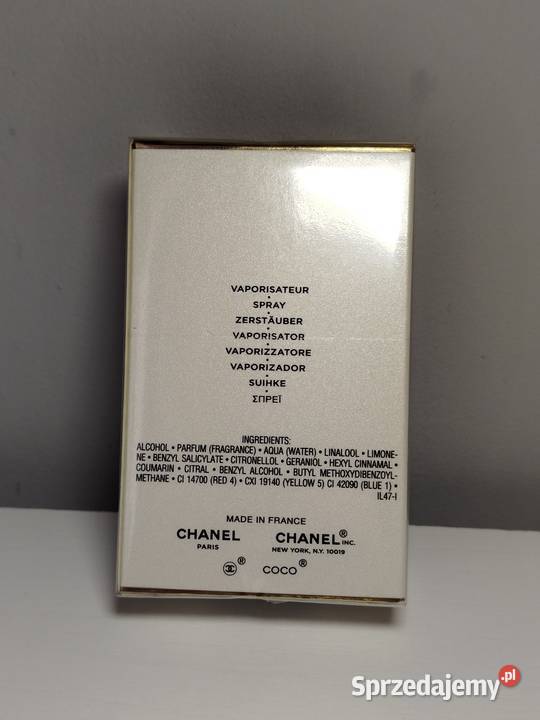 VAPORISATEUR
•
SPRAY
•
ZERSTÄUBER
•
VAPORISATOR
•
VAPORIZZATORE
•
VAPORIZADOR
•
SUIHKE
•
ΣΠΡΕΪ
INGREDIENTS:
ALCOHOL • PARFUM (FRAGRANCE) • AQUA (WATER) • LINALOOL • LIMONE-
NE • BENZYL SALICYLATE • CITRONELLOL • GERANIOL • HEXYL CINNAMAL •
COUMARIN • CITRAL • BENZYL ALCOHOL • BUTYL METHOXYDIBENZOYL-
METHANE • CI 14700 (RED 4) • CXI 19140 (YELLOW 5) CI 42090 (BLUE 1) •
IL47-I
MADE IN FRANCE
CHANEL CHANEL® INC.
PARIS NEW YORK, N.Y. 10019
® COCO®
Sprzedajemy.pl